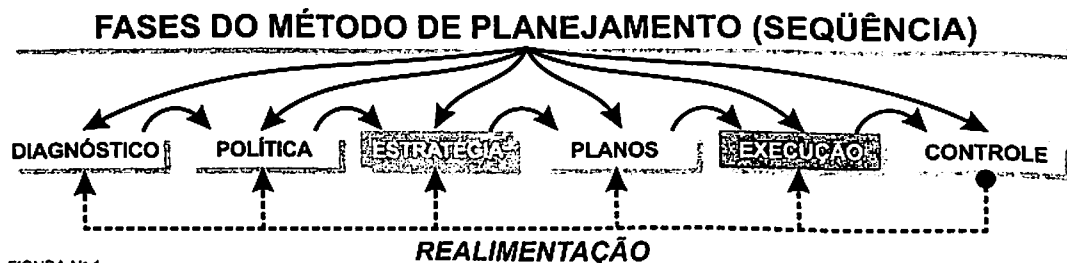 FASES DO MÉTODO DE PLANEJAMENTO (SEQÜÊNCIA)
DIAGNÓSTICO POLÍTICA ESTRATÉGIA PLANOS EXECUÇÃO CONTROLE
REALIMENTAÇÃO